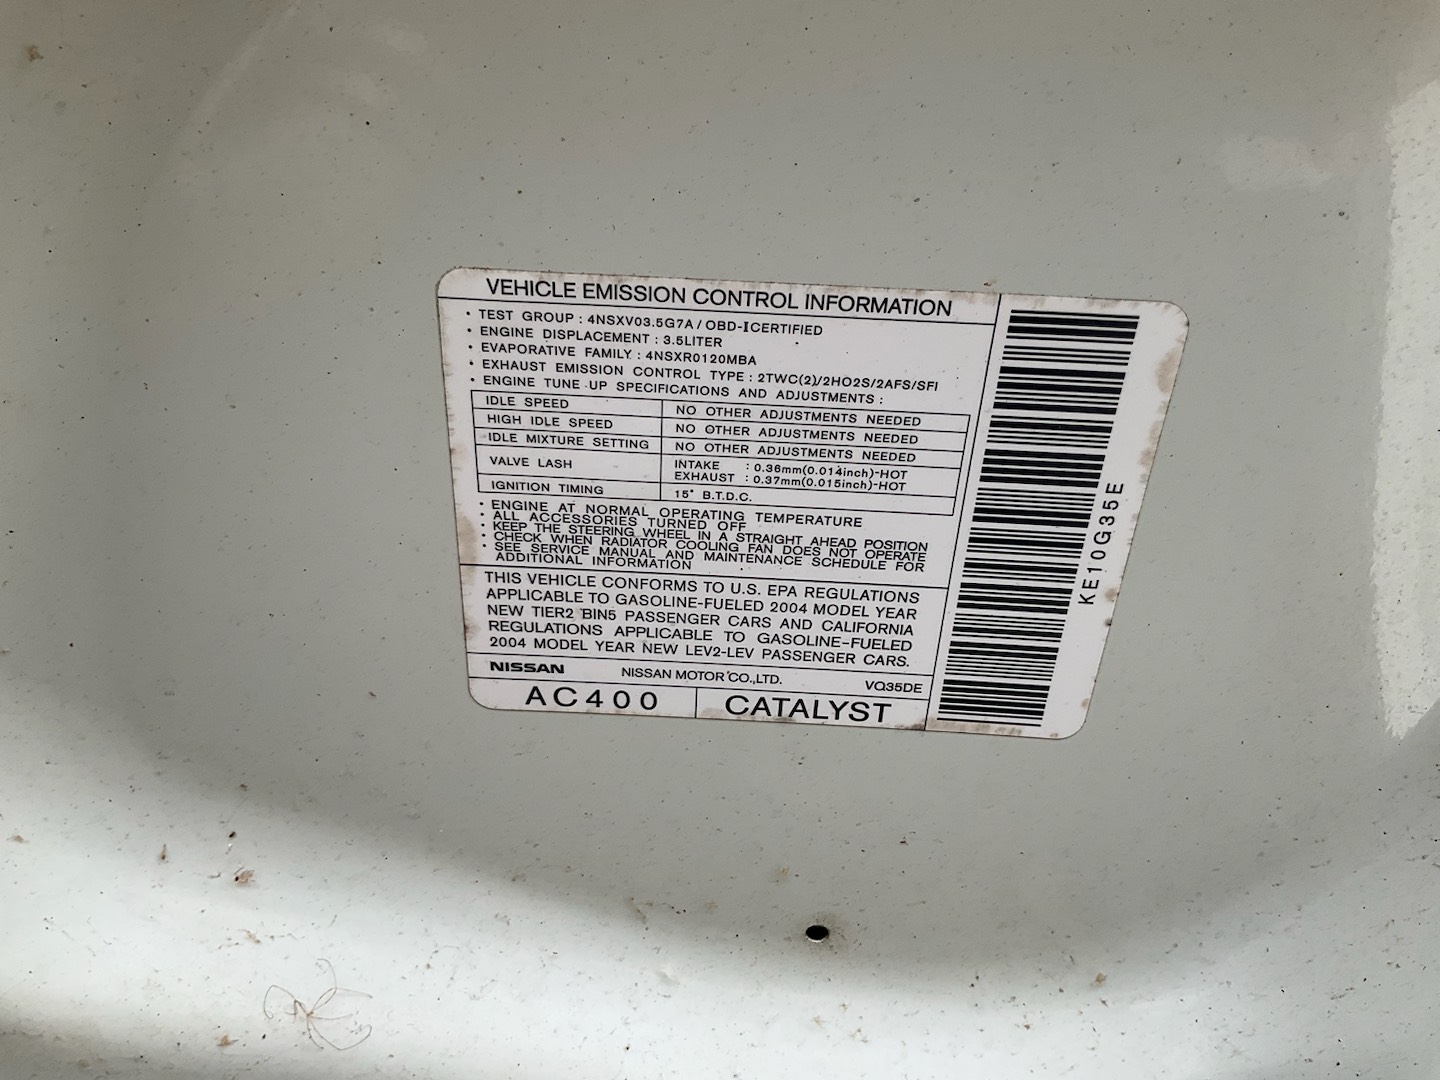 VEHICLE EMISSION CONTROL INFORMATION
• TEST GROUP : 4NSXV03.5G7A / OBD-ⅡCERTIFIED
• ENGINE DISPLACEMENT : 3.5LITER
• EVAPORATIVE FAMILY : 4NSXR0120MBA
• EXHAUST EMISSION CONTROL TYPE : 2TWC(2)/2HO2S/2AFS/SFI
• ENGINE TUNE-UP SPECIFICATIONS AND ADJUSTMENTS :
IDLE SPEED NO OTHER ADJUSTMENTS NEEDED
HIGH IDLE SPEED NO OTHER ADJUSTMENTS NEEDED
IDLE MIXTURE SETTING NO OTHER ADJUSTMENTS NEEDED
VALVE LASH INTAKE : 0.36mm(0.014inch)-HOT
EXHAUST : 0.37mm(0.015inch)-HOT
IGNITION TIMING 15° B.T.D.C.
• ENGINE AT NORMAL OPERATING TEMPERATURE
• ALL ACCESSORIES TURNED OFF
• KEEP THE STEERING WHEEL IN A STRAIGHT AHEAD POSITION
• CHECK WHEN RADIATOR COOLING FAN DOES NOT OPERATE
• SEE SERVICE MANUAL AND MAINTENANCE SCHEDULE FOR
ADDITIONAL INFORMATION
THIS VEHICLE CONFORMS TO U.S. EPA REGULATIONS
APPLICABLE TO GASOLINE-FUELED 2004 MODEL YEAR
NEW TIER2 BIN5 PASSENGER CARS AND CALIFORNIA
REGULATIONS APPLICABLE TO GASOLINE-FUELED
2004 MODEL YEAR NEW LEV2-LEV PASSENGER CARS.
NISSAN NISSAN MOTOR CO.,LTD. VQ35DE
AC400 CATALYST
KE10G35E